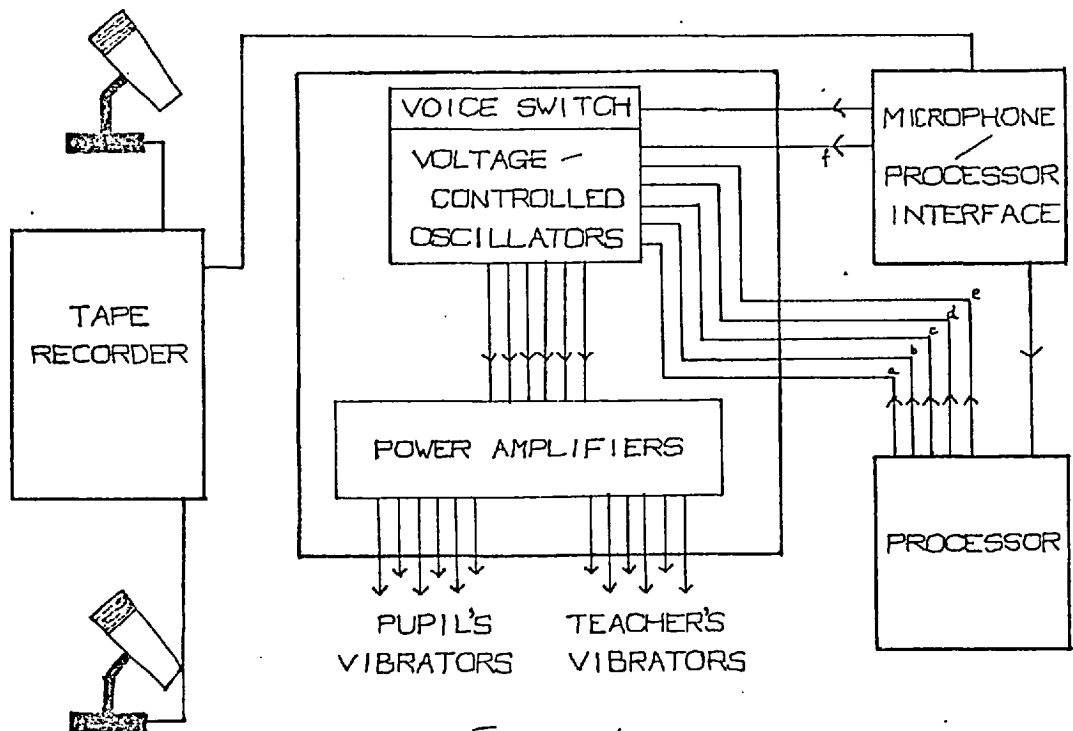 VOICE SWITCH
VOLTAGE -
CONTROLLED
OSCILLATORS
MICROPHONE
PROCESSOR
INTERFACE
f
TAPE
RECORDER
e
d
c
b
a
POWER AMPLIFIERS
PROCESSOR
PUPIL'S
VIBRATORS
TEACHER'S
VIBRATORS